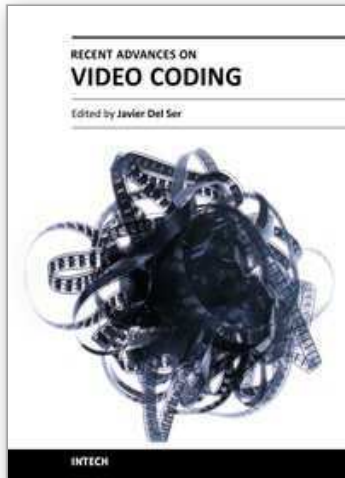 RECENT ADVANCES ON
VIDEO CODING
Edited by Javier Del Ser
INTECH